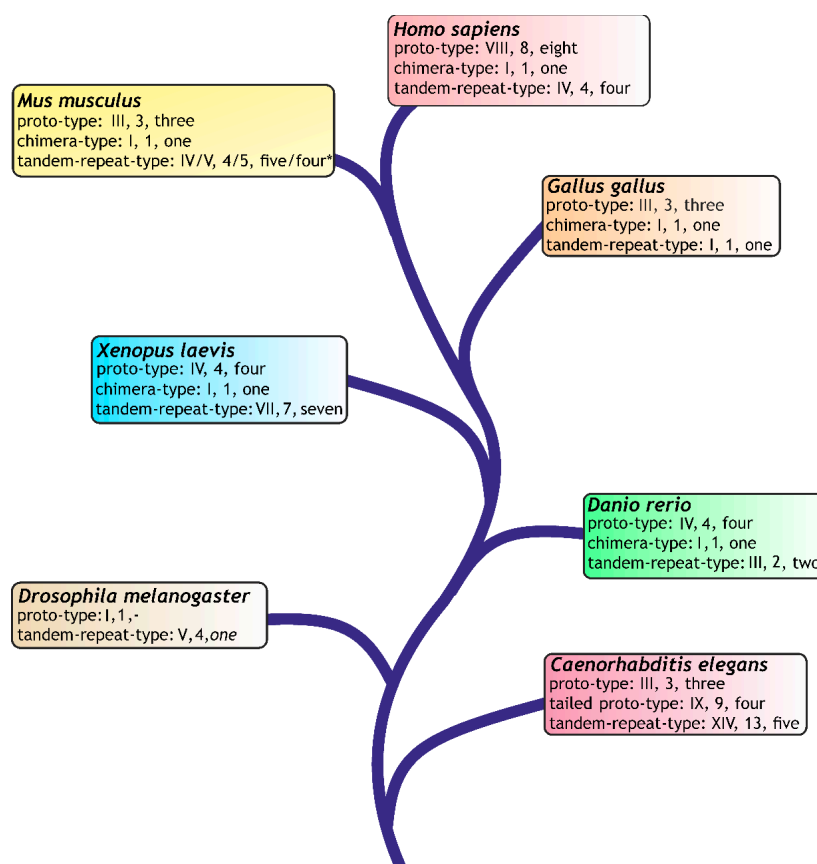 Homo sapiens
proto-type: VIII, 8, eight
chimera-type: I, 1, one
tandem-repeat-type: IV, 4, four
Mus musculus
proto-type: III, 3, three
chimera-type: I, 1, one
tandem-repeat-type: IV/V, 4/5, five/four*
Gallus gallus
proto-type: III, 3, three
chimera-type: I, 1, one
tandem-repeat-type: I, 1, one
Xenopus laevis
proto-type: IV, 4, four
chimera-type: I, 1, one
tandem-repeat-type: VII, 7, seven
Danio rerio
proto-type: IV, 4, four
chimera-type: I, 1, one
tandem-repeat-type: III, 2, two
Drosophila melanogaster
proto-type: I, 1, -
tandem-repeat-type: V, 4, one
Caenorhabditis elegans
proto-type: III, 3, three
tailed proto-type: IX, 9, four
tandem-repeat-type: XIV, 13, five